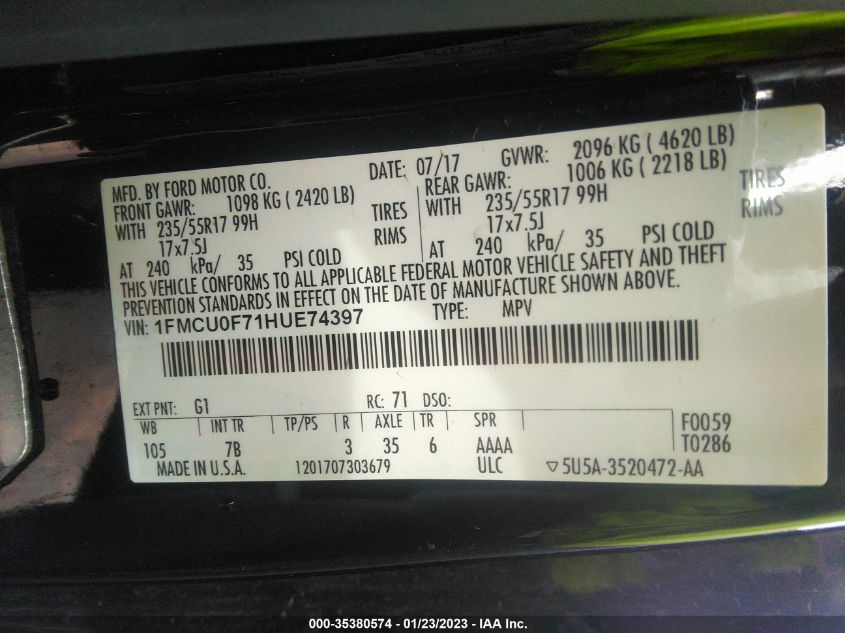 MFD. BY FORD MOTOR CO. DATE: 07/17 GVWR: 2096 KG ( 4620 LB)
FRONT GAWR: 1098 KG ( 2420 LB) REAR GAWR: 1006 KG ( 2218 LB)
WITH 235/55R17 99H TIRES WITH 235/55R17 99H TIRES
17x7.5J RIMS 17x7.5J RIMS
AT 240 kPa/ 35 PSI COLD AT 240 kPa/ 35 PSI COLD
THIS VEHICLE CONFORMS TO ALL APPLICABLE FEDERAL MOTOR VEHICLE SAFETY AND THEFT
PREVENTION STANDARDS IN EFFECT ON THE DATE OF MANUFACTURE SHOWN ABOVE.
VIN: 1FMCU0F71HUE74397 TYPE: MPV
EXT PNT: G1 RC: 71 DSO:
WB INT TR TP/PS R AXLE TR SPR F0059
105 7B 3 35 6 AAAA T0286
MADE IN U.S.A. 1201707303679 ULC 5U5A-3520472-AA
000-35380574 - 01/23/2023 - IAA Inc.